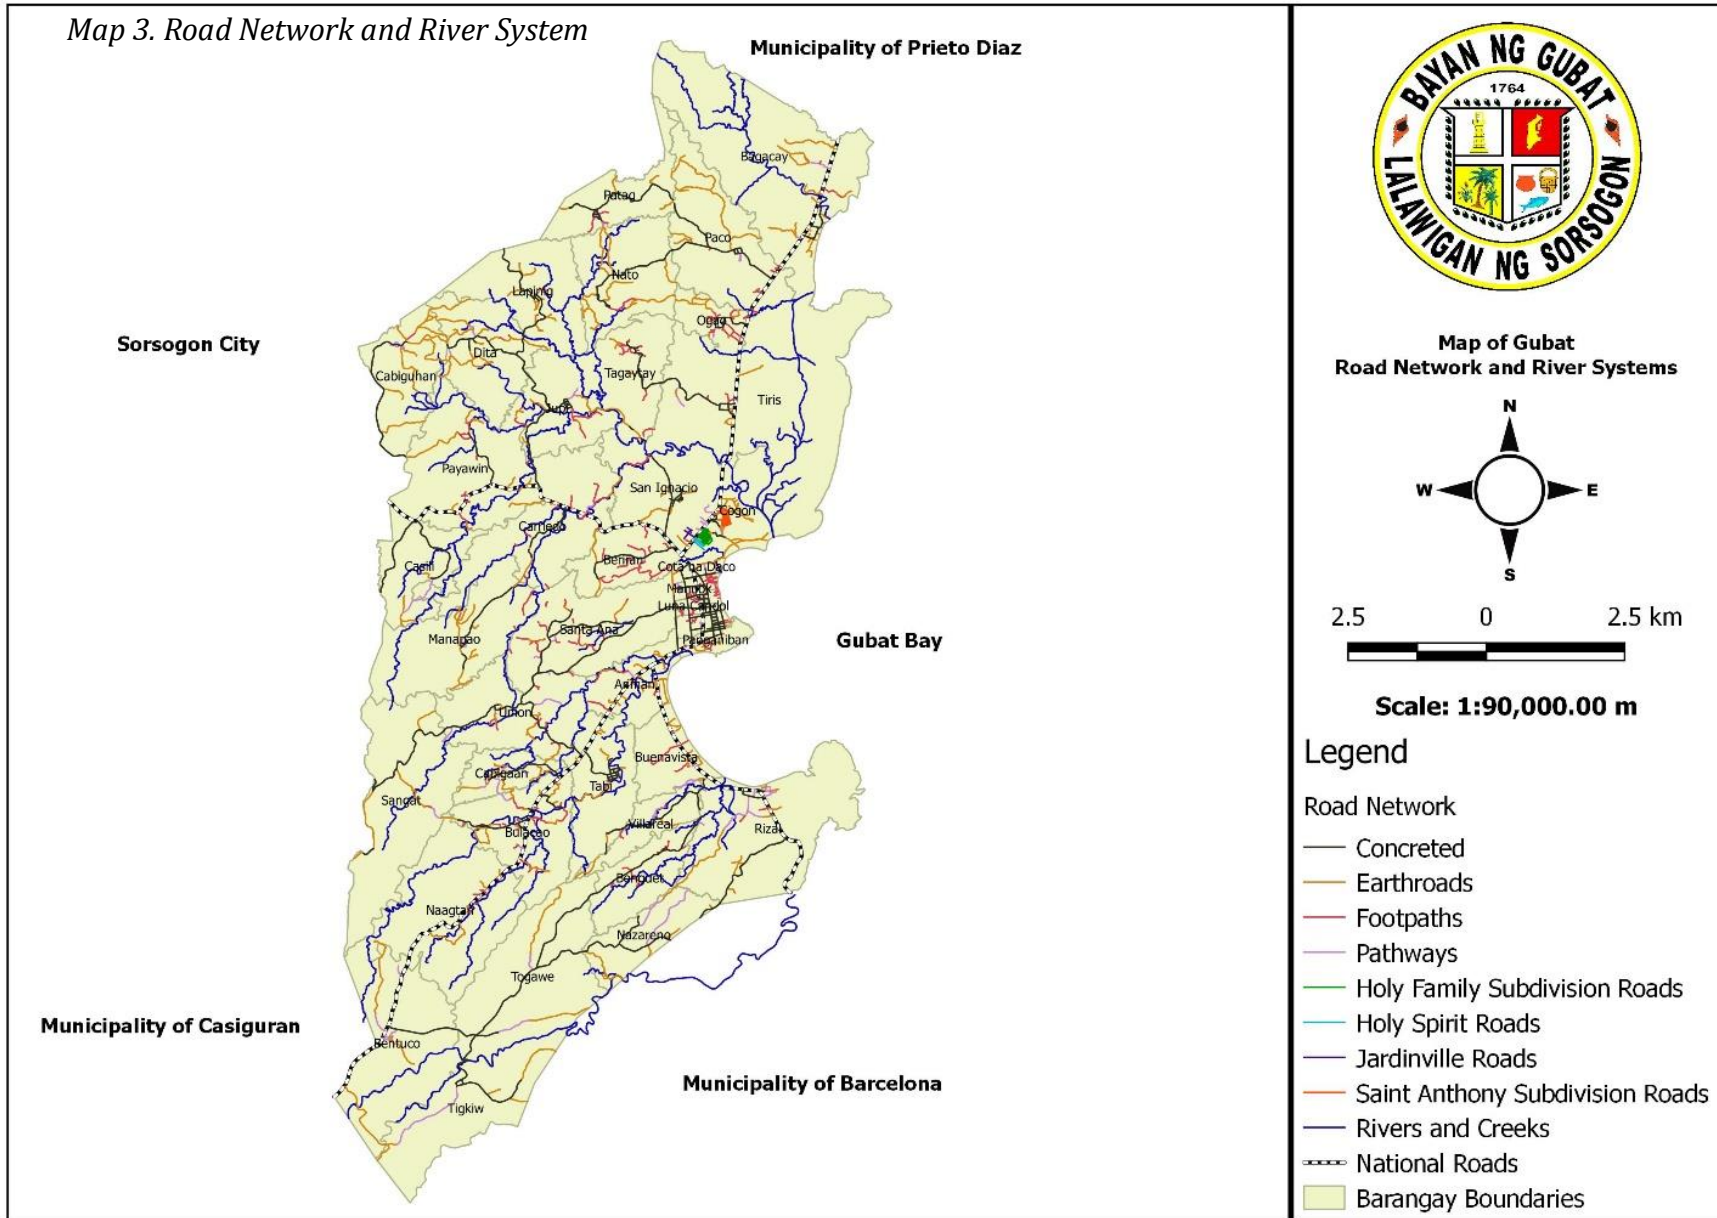 Map 3. Road Network and River System
Municipality of Prieto Diaz
Bagacay
Patag
Paco
Nato
Lapinig
Ogao
Sorsogon City
Dita
Cabiguhan
Tagaytay
Tiris
Jupi
Payawin
San Ignacio
Cogon
Carriedo
Casili
Beriran
Cota na Daco
Manook
Luna-Candol
Santa Ana
Manapao
Panganiban
Gubat Bay
Ariman
Union
Buenavista
Cabigaan
Tabi
Sangat
Villareal
Rizal
Bulacao
Benguet
Naagtan
Nazareno
Togawe
Municipality of Casiguran
Bentuco
Municipality of Barcelona
Tigkiw
BAYAN NG GUBAT
1764
LALAWIGAN NG SORSOGON
Map of Gubat
Road Network and River Systems
N
W E
S
2.5 0 2.5 km
Scale: 1:90,000.00 m
Legend
Road Network
Concreted
Earthroads
Footpaths
Pathways
Holy Family Subdivision Roads
Holy Spirit Roads
Jardinville Roads
Saint Anthony Subdivision Roads
Rivers and Creeks
National Roads
Barangay Boundaries